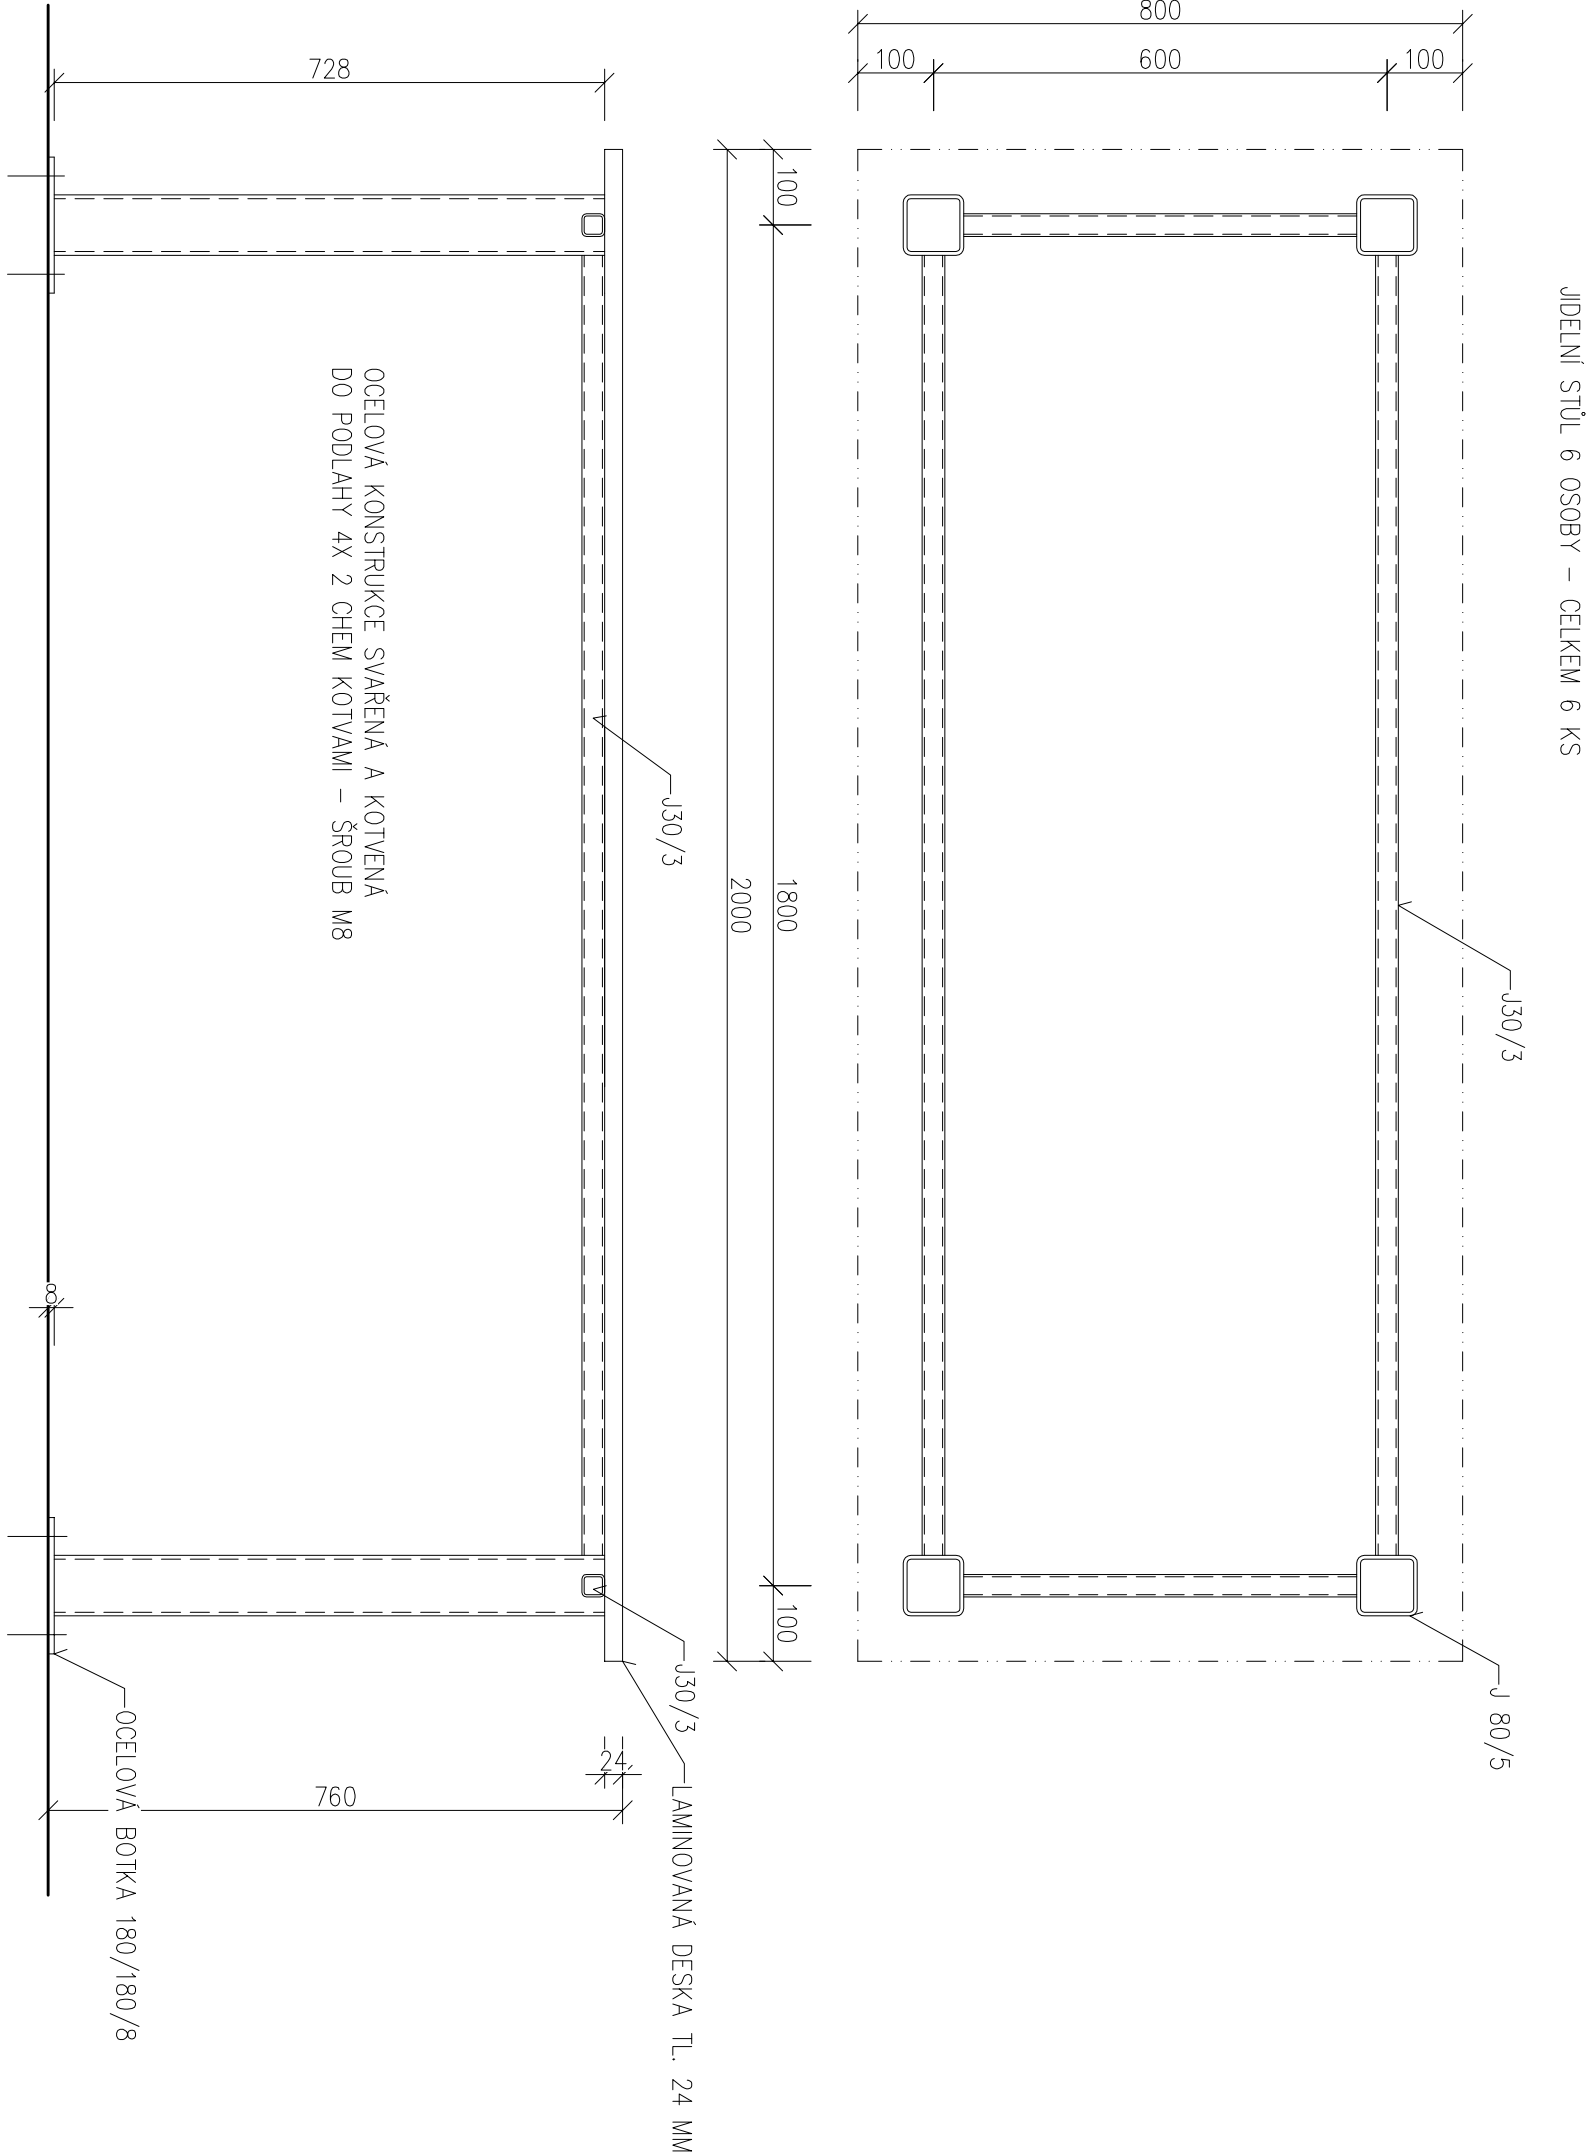 JIDELNÍ STŮL 6 OSOBY - CELKEM 6 KS
800
100
600
100
J30/3
J 80/5
100
1800
100
2000
J30/3
J30/3
LAMINOVANÁ DESKA TL. 24 MM
24
728
760
OCELOVÁ KONSTRUKCE SVAŘENÁ A KOTVENÁ
DO PODLAHY 4X 2 CHEM KOTVAMI - ŠROUB M8
8
OCELOVÁ BOTKA 180/180/8